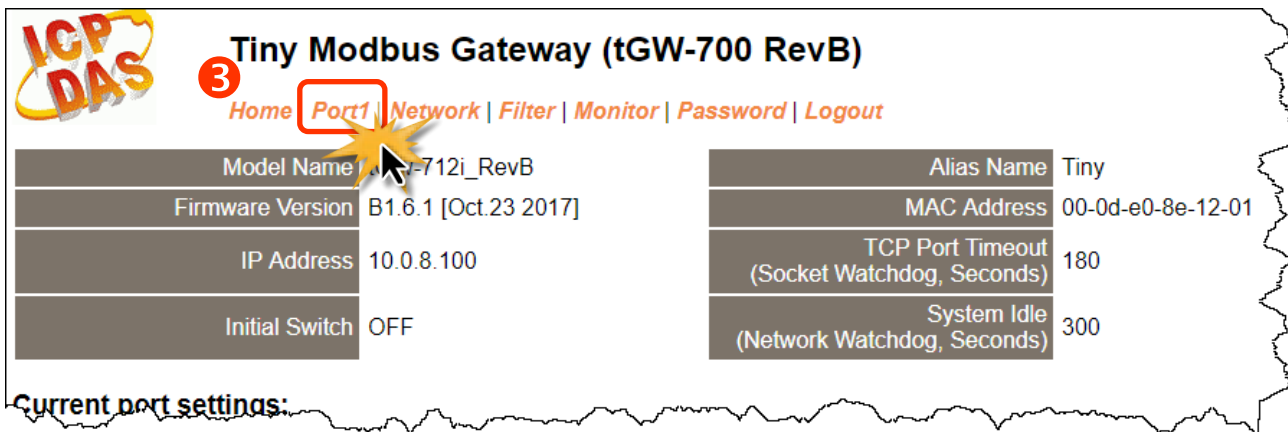 ICP
DAS
Tiny Modbus Gateway (tGW-700 RevB)
3
Home | Port1 | Network | Filter | Monitor | Password | Logout
Model Name -712i_RevB Alias Name Tiny
Firmware Version B1.6.1 [Oct.23 2017] MAC Address 00-0d-e0-8e-12-01
IP Address 10.0.8.100 TCP Port Timeout
(Socket Watchdog, Seconds) 180
Initial Switch OFF System Idle
(Network Watchdog, Seconds) 300
Current port settings: